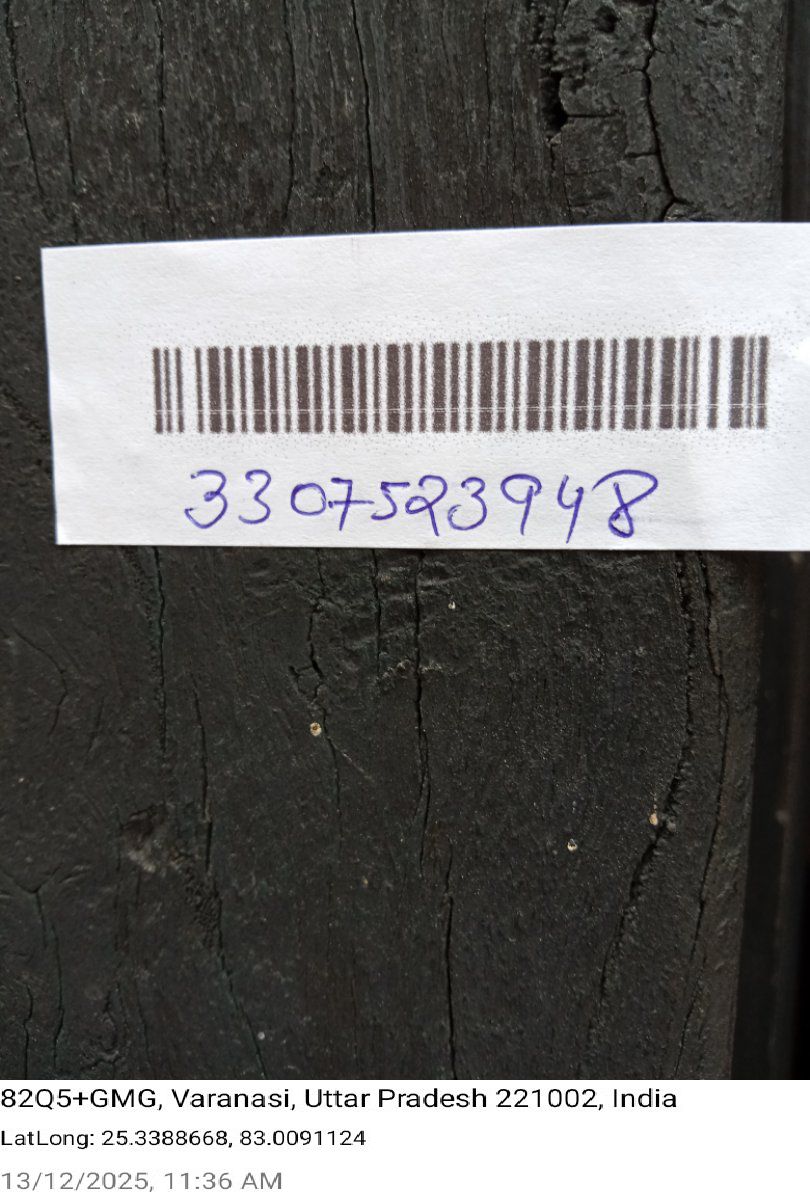 3307523948
82Q5+GMG, Varanasi, Uttar Pradesh 221002, India
LatLong: 25.3388668, 83.0091124
13/12/2025, 11:36 AM